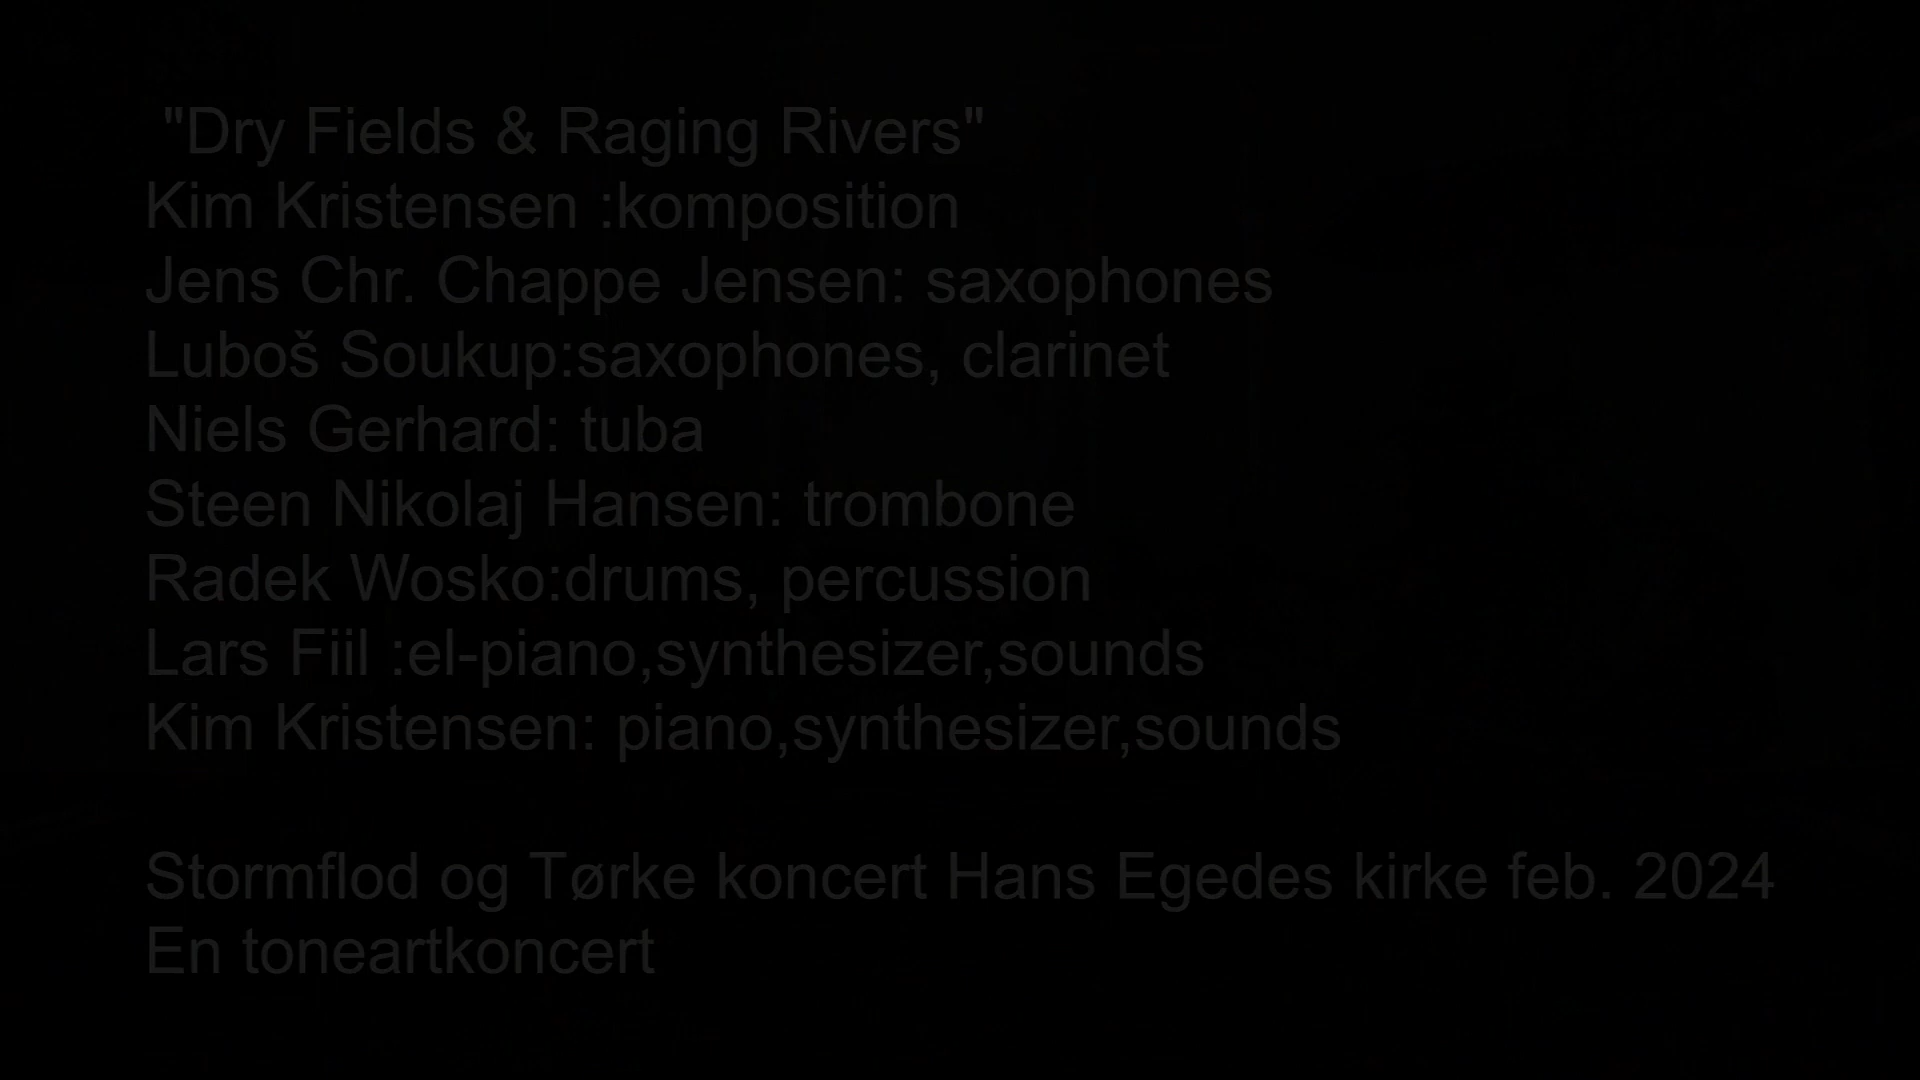 "Dry Fields & Raging Rivers"
Kim Kristensen :komposition
Jens Chr. Chappe Jensen: saxophones
Luboš Soukup:saxophones, clarinet
Niels Gerhard: tuba
Steen Nikolaj Hansen: trombone
Radek Wosko:drums, percussion
Lars Fiil :el-piano,synthesizer,sounds
Kim Kristensen: piano,synthesizer,sounds
Stormflod og Tørke koncert Hans Egedes kirke feb. 2024
En toneartkoncert